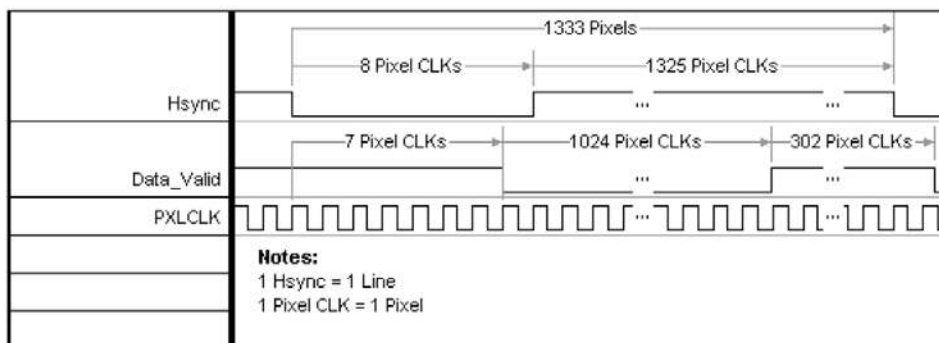 1333 Pixels
8 Pixel CLKs 1325 Pixel CLKs
Hsync ... ...
7 Pixel CLKs 1024 Pixel CLKs 302 Pixel CLKs
Data_Valid ... ...
PXLCLK ... ...
Notes:
1 Hsync = 1 Line
1 Pixel CLK = 1 Pixel